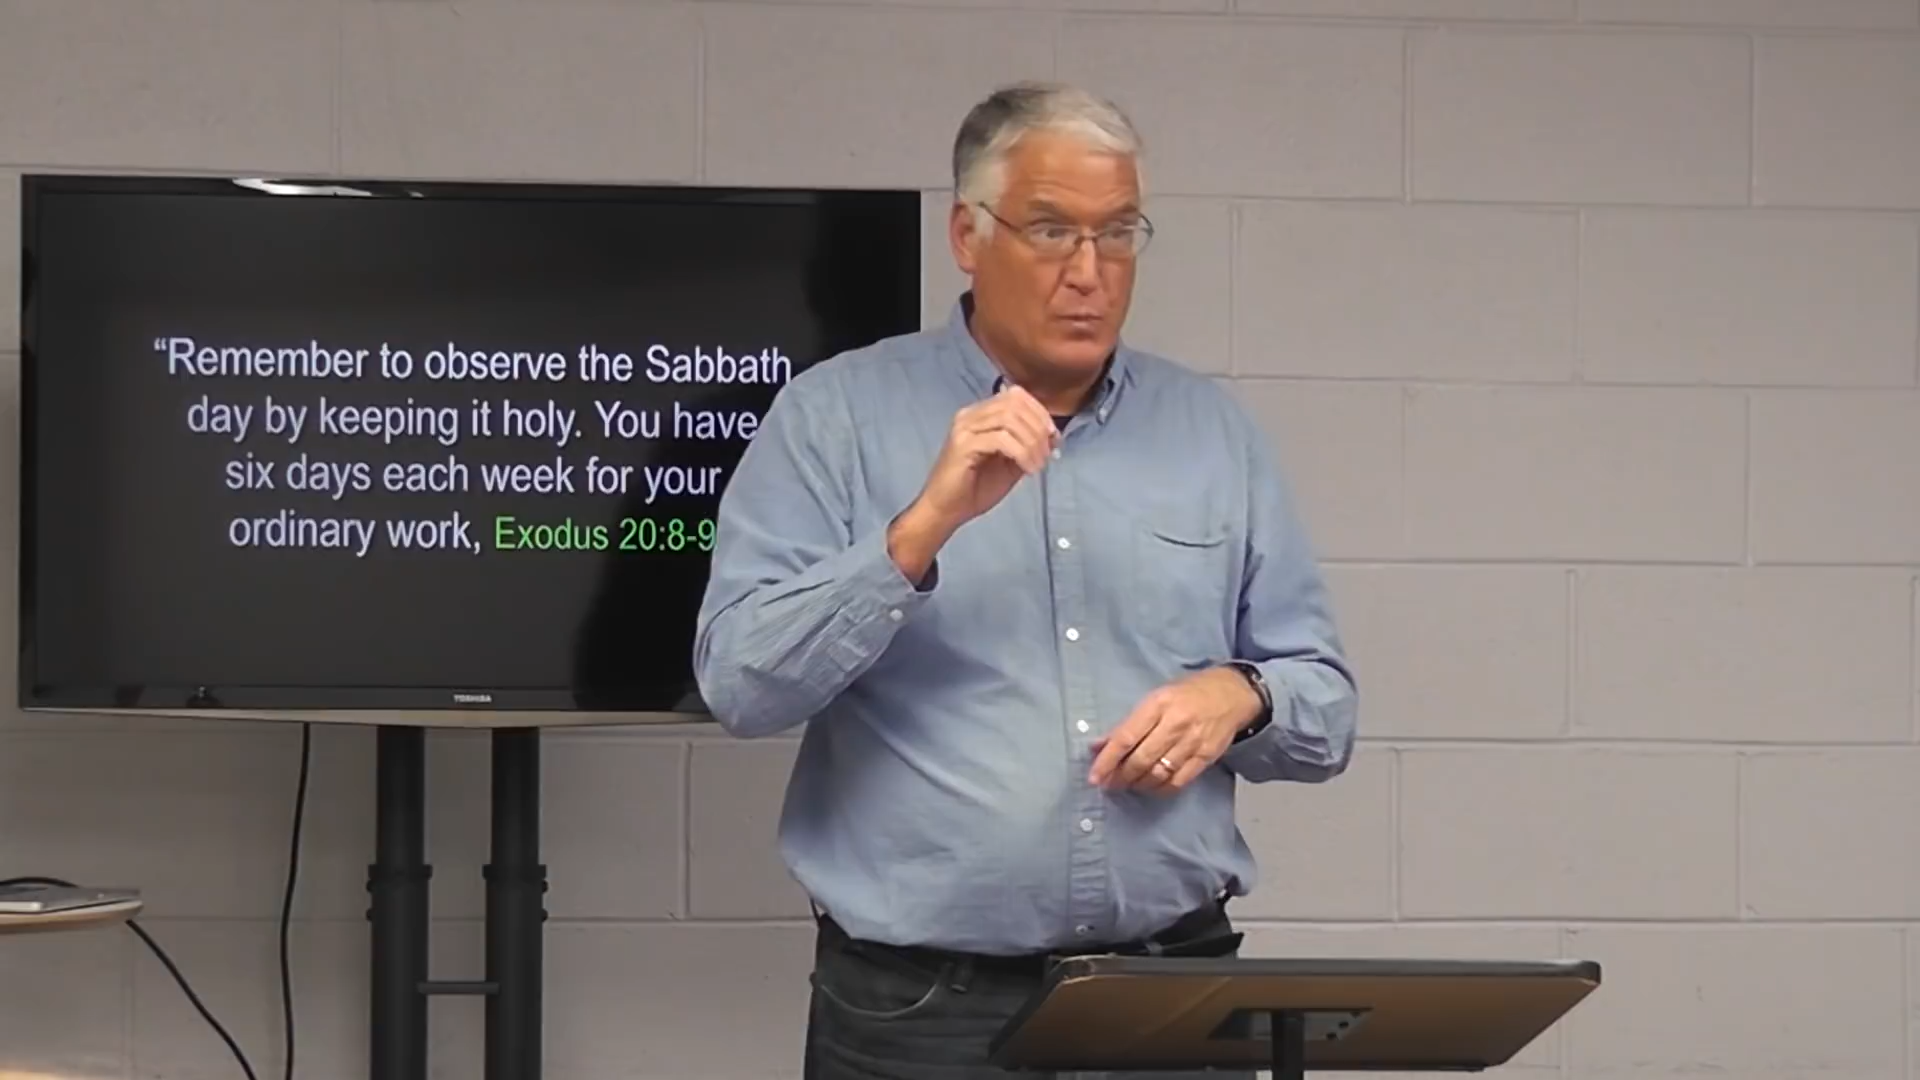 “Remember to observe the Sabbath
day by keeping it holy. You have
six days each week for your
ordinary work, Exodus 20:8-9
TOSHIBA